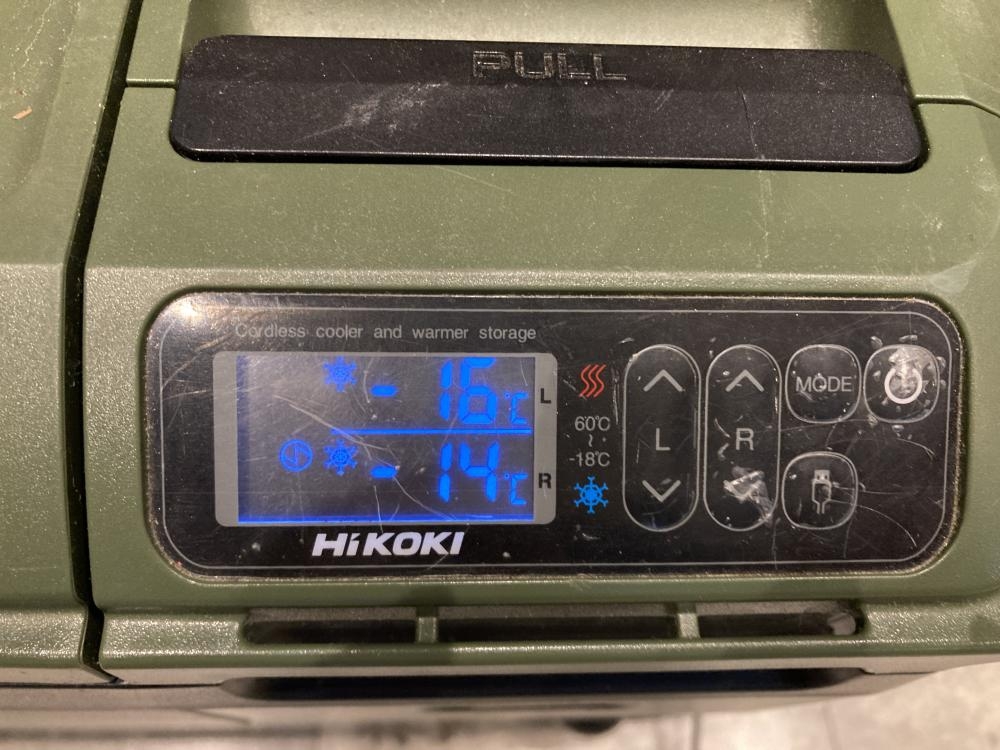 PULL
Cordless cooler and warmer storage
- 16℃ L
- 14℃ R
60℃
~
-18℃
L
R
MODE
HiKOKI